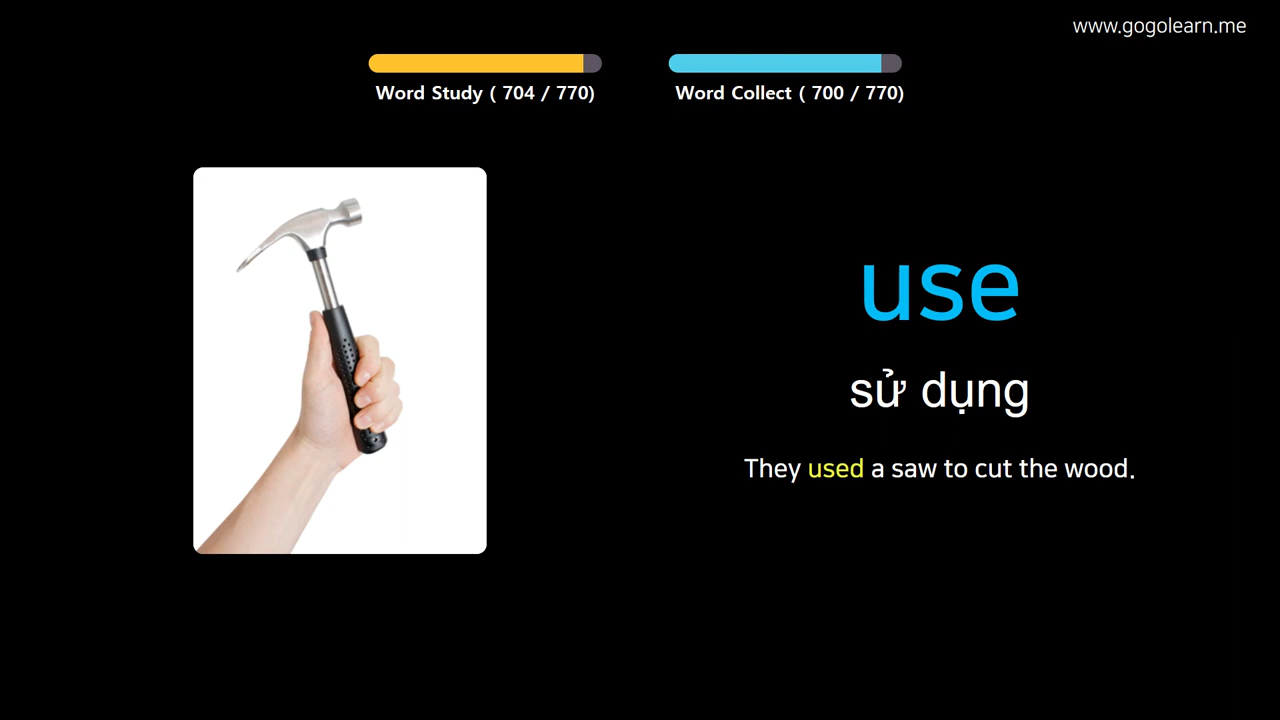 www.gogolearn.me
Word Study ( 704 / 770)
Word Collect ( 700 / 770)
use
sử dụng
They used a saw to cut the wood.